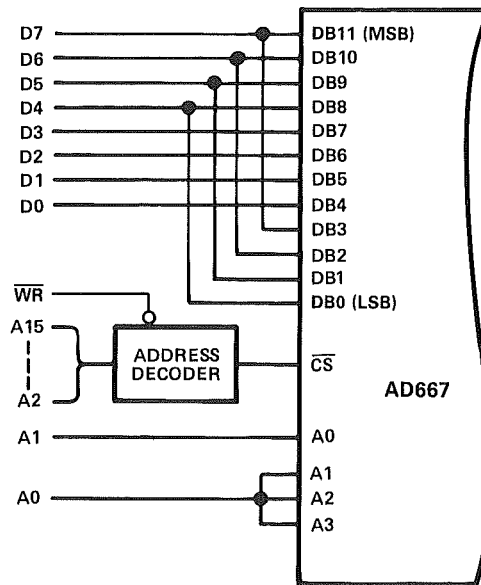 D7
D6
D5
D4
D3
D2
D1
D0
WR
A15
A2
A1
A0
ADDRESS
DECODER
DB11 (MSB)
DB10
DB9
DB8
DB7
DB6
DB5
DB4
DB3
DB2
DB1
DB0 (LSB)
CS
AD667
A0
A1
A2
A3